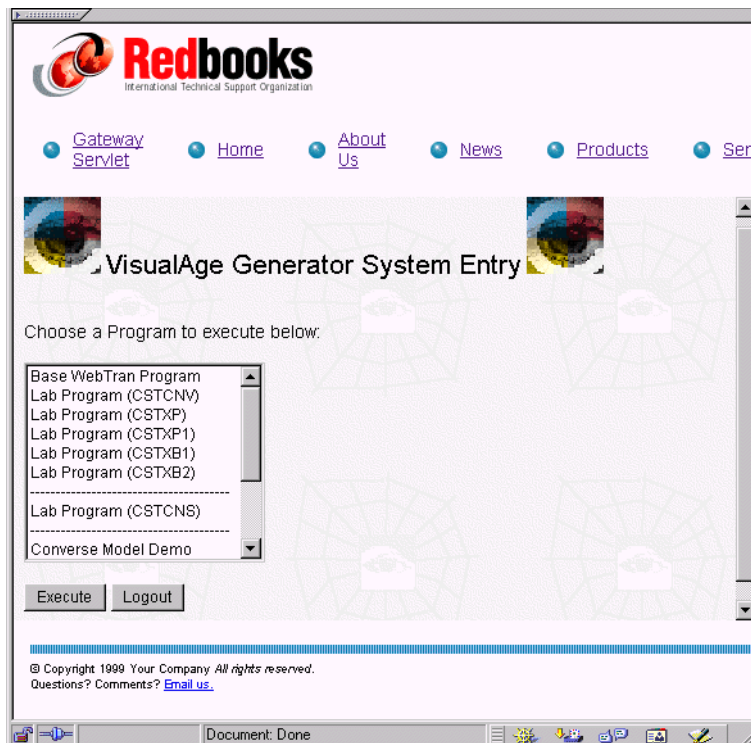 Redbooks
International Technical Support Organization
Gateway
Servlet
Home
About
Us
News
Products
Ser
VisualAge Generator System Entry
Choose a Program to execute below:
Base WebTran Program
Lab Program (CSTCNV)
Lab Program (CSTXP)
Lab Program (CSTXP1)
Lab Program (CSTXB1)
Lab Program (CSTXB2)
--------------------------------------
Lab Program (CSTCNS)
--------------------------------------
Converse Model Demo
Execute Logout
© Copyright 1999 Your Company All rights reserved.
Questions? Comments? Email us.
Document: Done